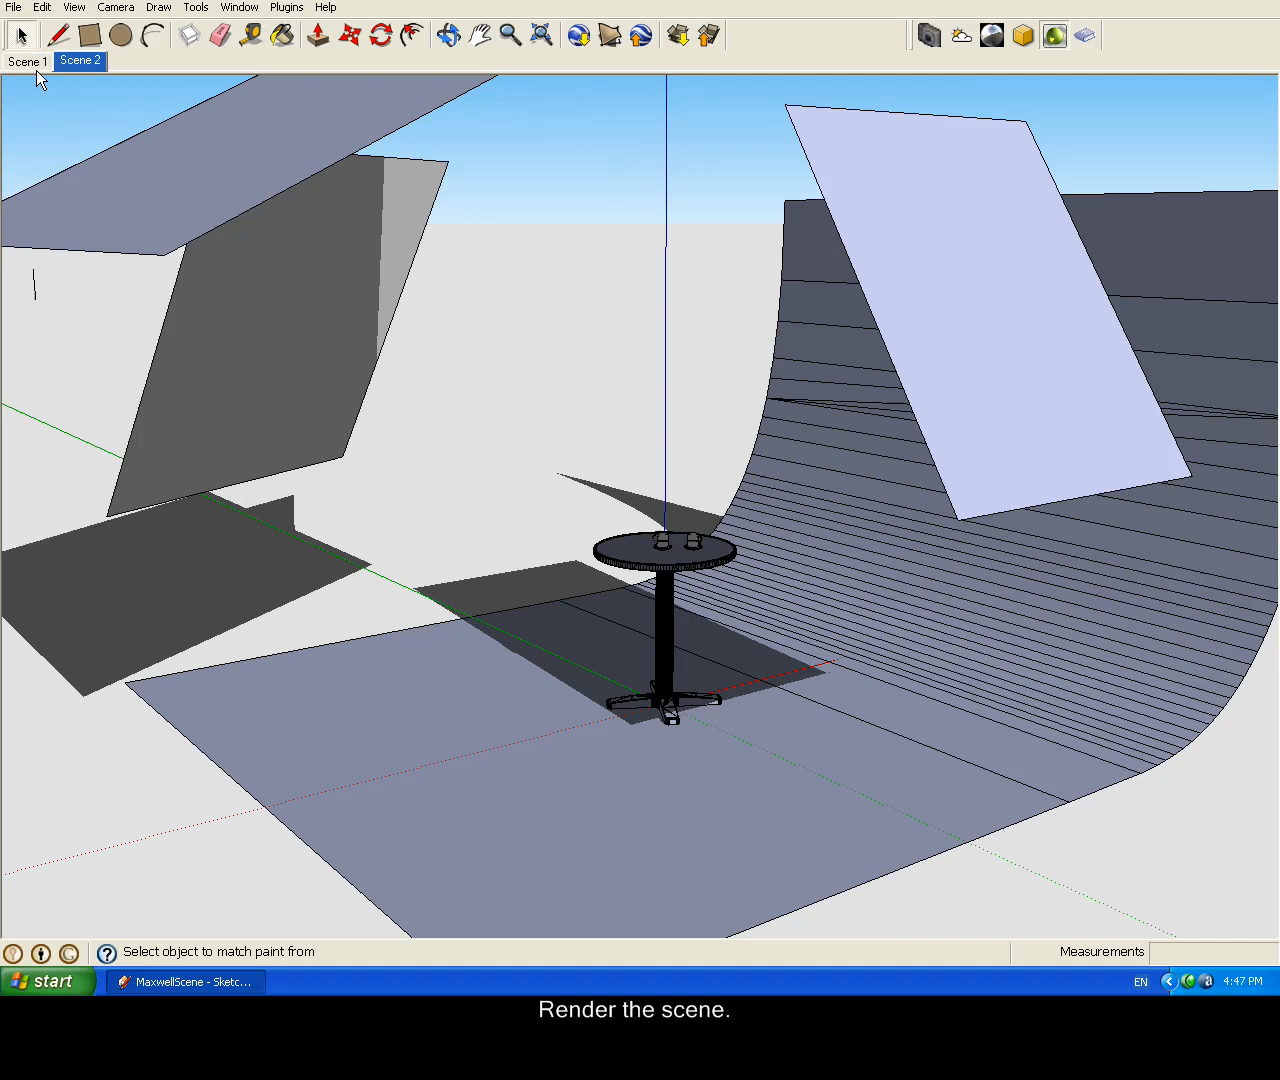 File Edit View Camera Draw Tools Window Plugins Help
Scene 1 Scene 2
Select object to match paint from Measurements
start MaxwellScene - Sketc... EN 4:47 PM
Render the scene.